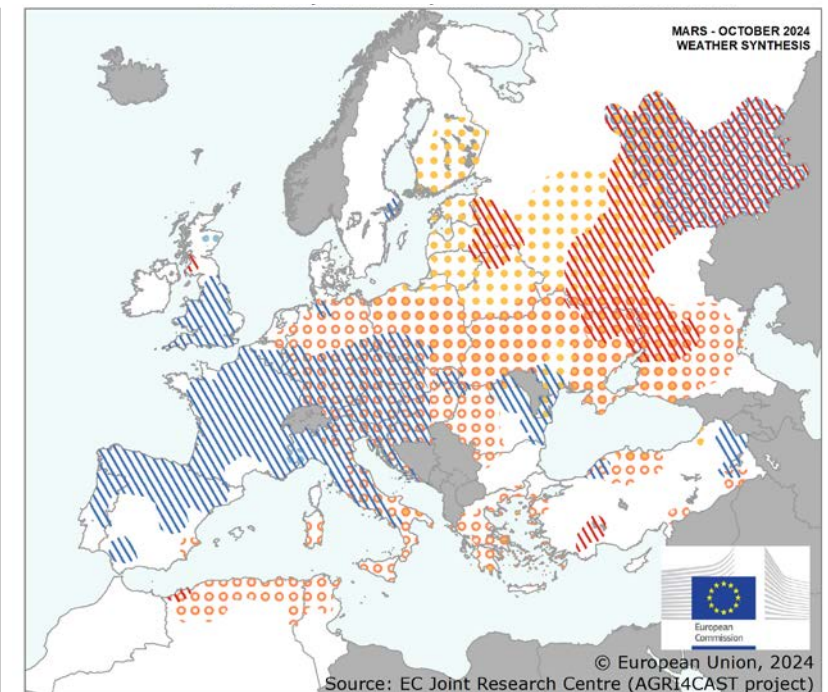 MARS - OCTOBER 2024
WEATHER SYNTHESIS
European
Commission
© European Union, 2024
Source: EC Joint Research Centre (AGRI4CAST project)